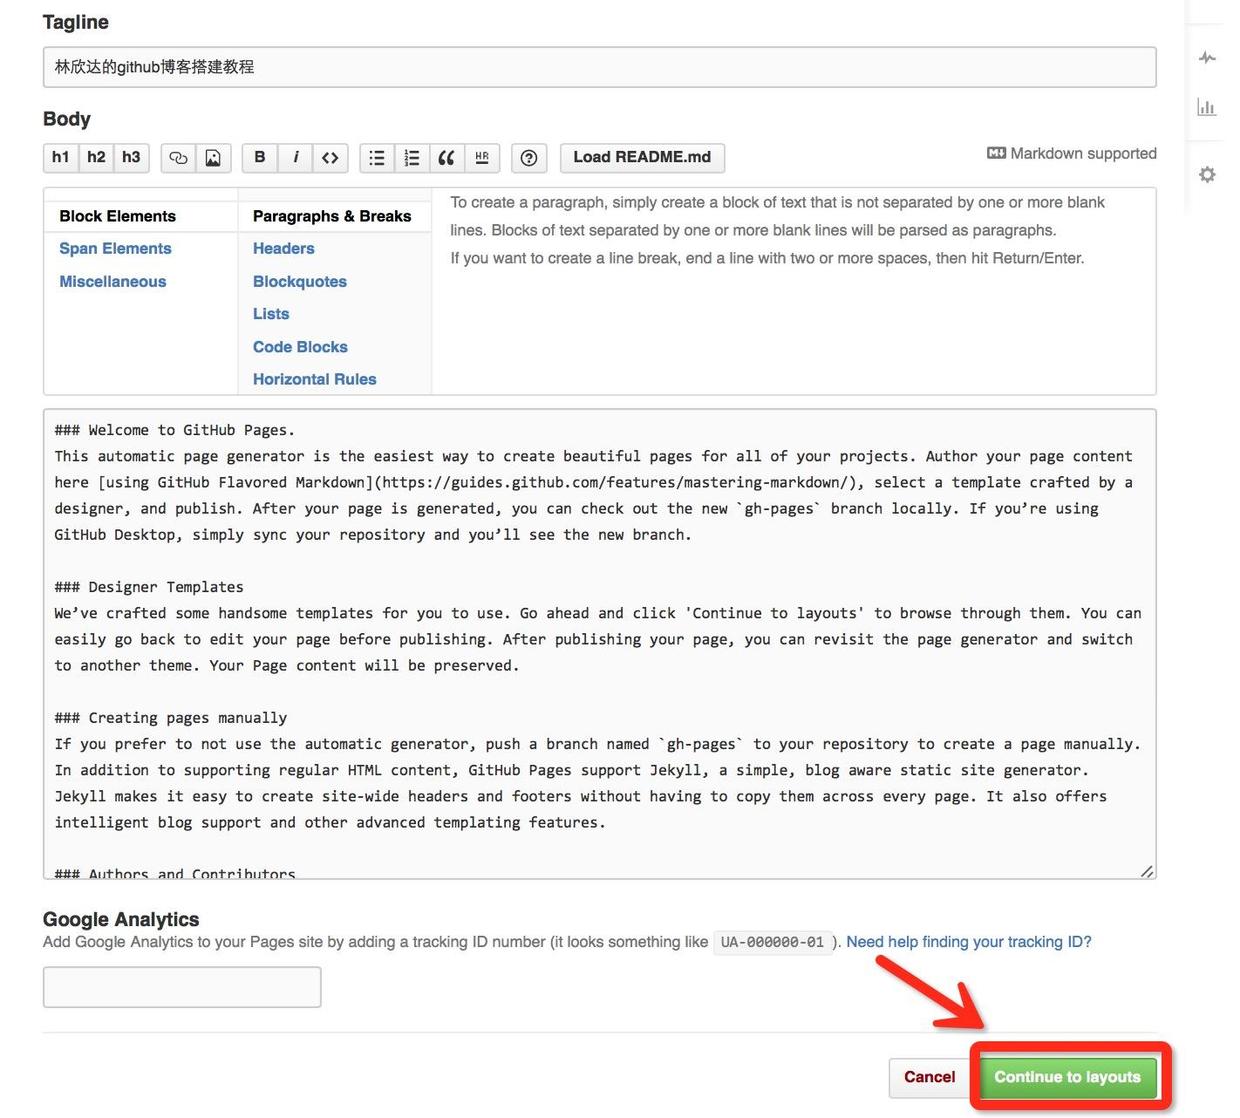 Tagline
林欣达的github博客搭建教程
Body
h1 h2 h3 B i <> HR Load README.md
Markdown supported
Block Elements
Span Elements
Miscellaneous
Paragraphs & Breaks
Headers
Blockquotes
Lists
Code Blocks
Horizontal Rules
To create a paragraph, simply create a block of text that is not separated by one or more blank
lines. Blocks of text separated by one or more blank lines will be parsed as paragraphs.
If you want to create a line break, end a line with two or more spaces, then hit Return/Enter.
### Welcome to GitHub Pages.
This automatic page generator is the easiest way to create beautiful pages for all of your projects. Author your page content
here [using GitHub Flavored Markdown](https://guides.github.com/features/mastering-markdown/), select a template crafted by a
designer, and publish. After your page is generated, you can check out the new `gh-pages` branch locally. If you’re using
GitHub Desktop, simply sync your repository and you’ll see the new branch.
### Designer Templates
We’ve crafted some handsome templates for you to use. Go ahead and click 'Continue to layouts' to browse through them. You can
easily go back to edit your page before publishing. After publishing your page, you can revisit the page generator and switch
to another theme. Your Page content will be preserved.
### Creating pages manually
If you prefer to not use the automatic generator, push a branch named `gh-pages` to your repository to create a page manually.
In addition to supporting regular HTML content, GitHub Pages support Jekyll, a simple, blog aware static site generator.
Jekyll makes it easy to create site-wide headers and footers without having to copy them across every page. It also offers
intelligent blog support and other advanced templating features.
### Authors and Contributors
Google Analytics
Add Google Analytics to your Pages site by adding a tracking ID number (it looks something like UA-000000-01 ). Need help finding your tracking ID?
Cancel
Continue to layouts